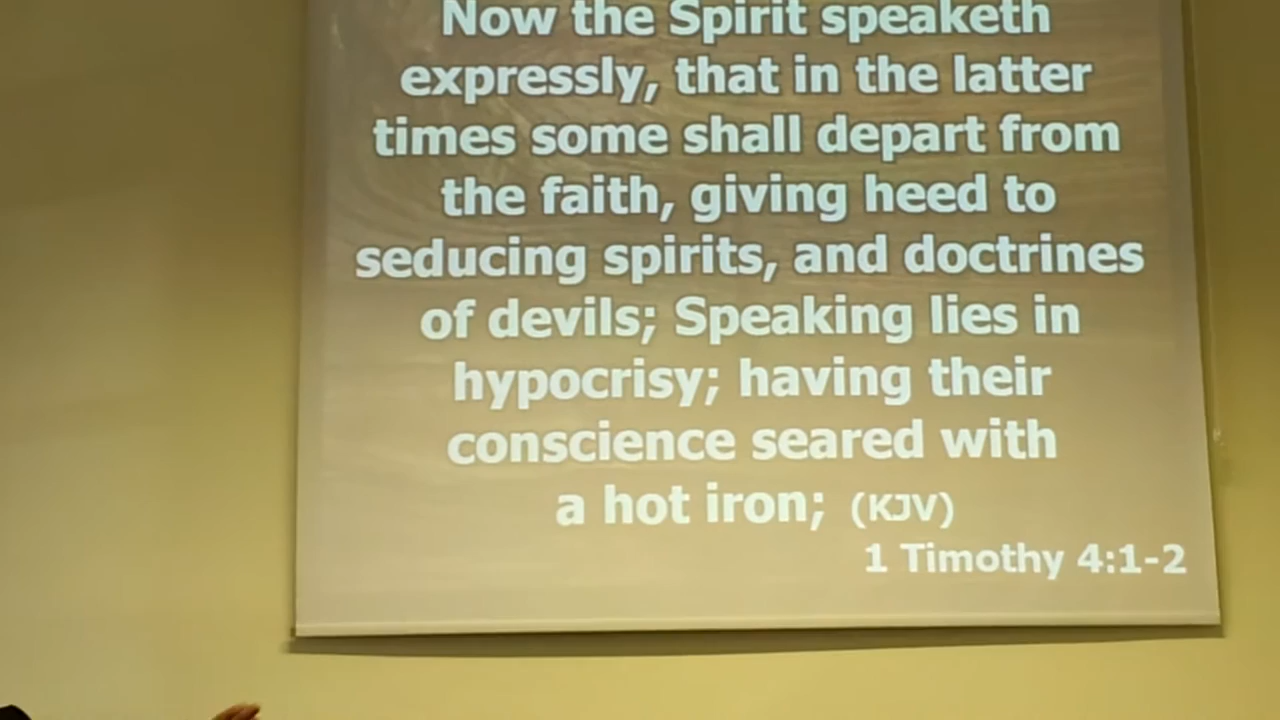 Now the Spirit speaketh
expressly, that in the latter
times some shall depart from
the faith, giving heed to
seducing spirits, and doctrines
of devils; Speaking lies in
hypocrisy; having their
conscience seared with
a hot iron; (KJV)
1 Timothy 4:1-2